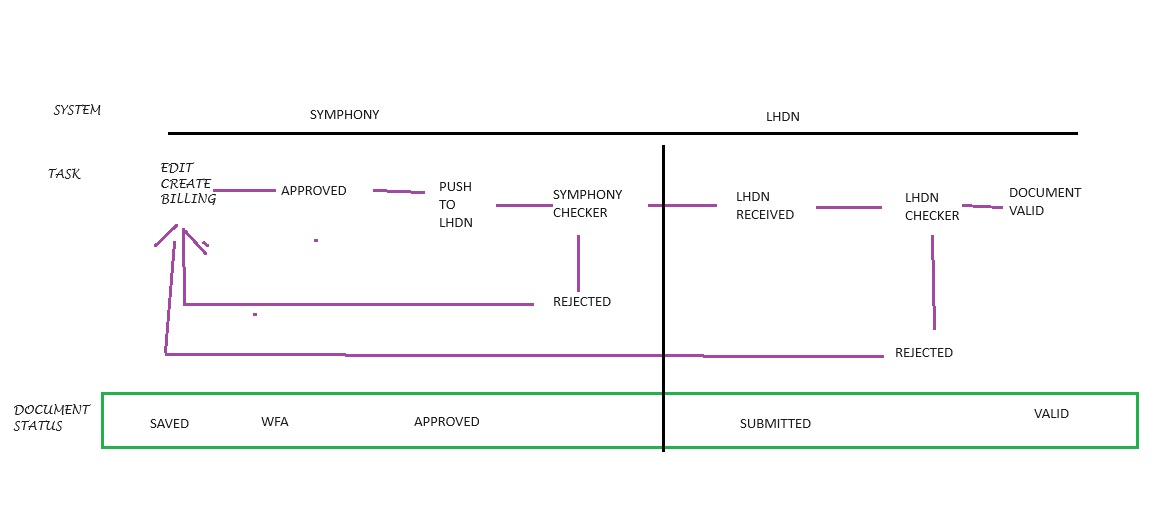 SYSTEM
SYMPHONY
LHDN
TASK
EDIT
CREATE
BILLING
APPROVED
PUSH
TO
LHDN
SYMPHONY
CHECKER
LHDN
RECEIVED
LHDN
CHECKER
DOCUMENT
VALID
REJECTED
REJECTED
DOCUMENT
STATUS
SAVED
WFA
APPROVED
SUBMITTED
VALID